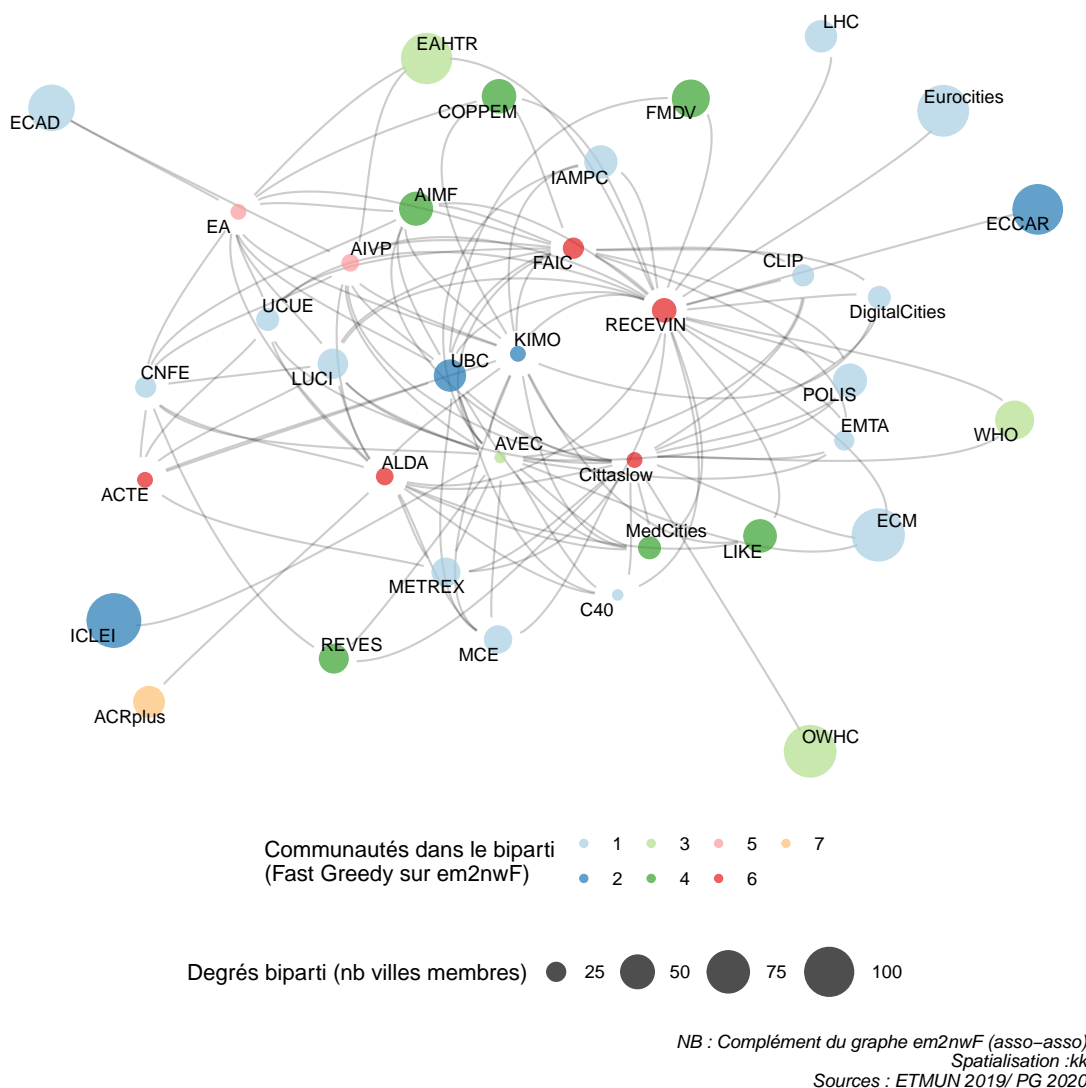 LHC
EAHTR
Eurocities
COPPEM
FMDV
ECAD
IAMPC
AIMF
EA
ECCAR
AIVP
FAIC
CLIP
UCUE
DigitalCities
RECEVIN
KIMO
UBC
CNFE
LUCI
POLIS
EMTA
WHO
AVEC
ALDA
Cittaslow
ACTE
ECM
MedCities
LIKE
METREX
C40
ICLEI
REVES
MCE
ACRplus
OWHC
Communautés dans le biparti
(Fast Greedy sur em2nwF)
1 3 5 7
2 4 6
Degrés biparti (nb villes membres) 25 50 75 100
NB : Complément du graphe em2nwF (asso−asso)
Spatialisation :kk
Sources : ETMUN 2019/ PG 2020